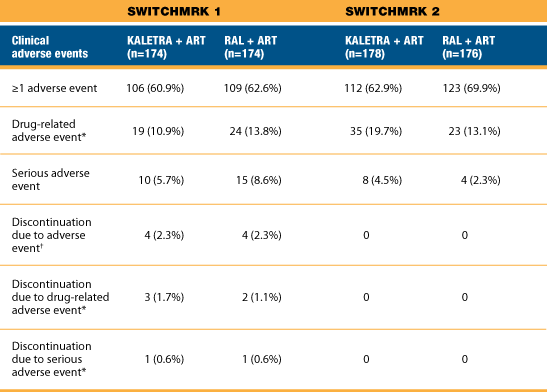 SWITCHMRK 1 SWITCHMRK 2
Clinical adverse events KALETRA + ART (n=174) RAL + ART (n=174) KALETRA + ART (n=178) RAL + ART (n=176)
≥1 adverse event 106 (60.9%) 109 (62.6%) 112 (62.9%) 123 (69.9%)
Drug-related adverse event* 19 (10.9%) 24 (13.8%) 35 (19.7%) 23 (13.1%)
Serious adverse event 10 (5.7%) 15 (8.6%) 8 (4.5%) 4 (2.3%)
Discontinuation due to adverse event† 4 (2.3%) 4 (2.3%) 0 0
Discontinuation due to drug-related adverse event* 3 (1.7%) 2 (1.1%) 0 0
Discontinuation due to serious adverse event* 1 (0.6%) 1 (0.6%) 0 0